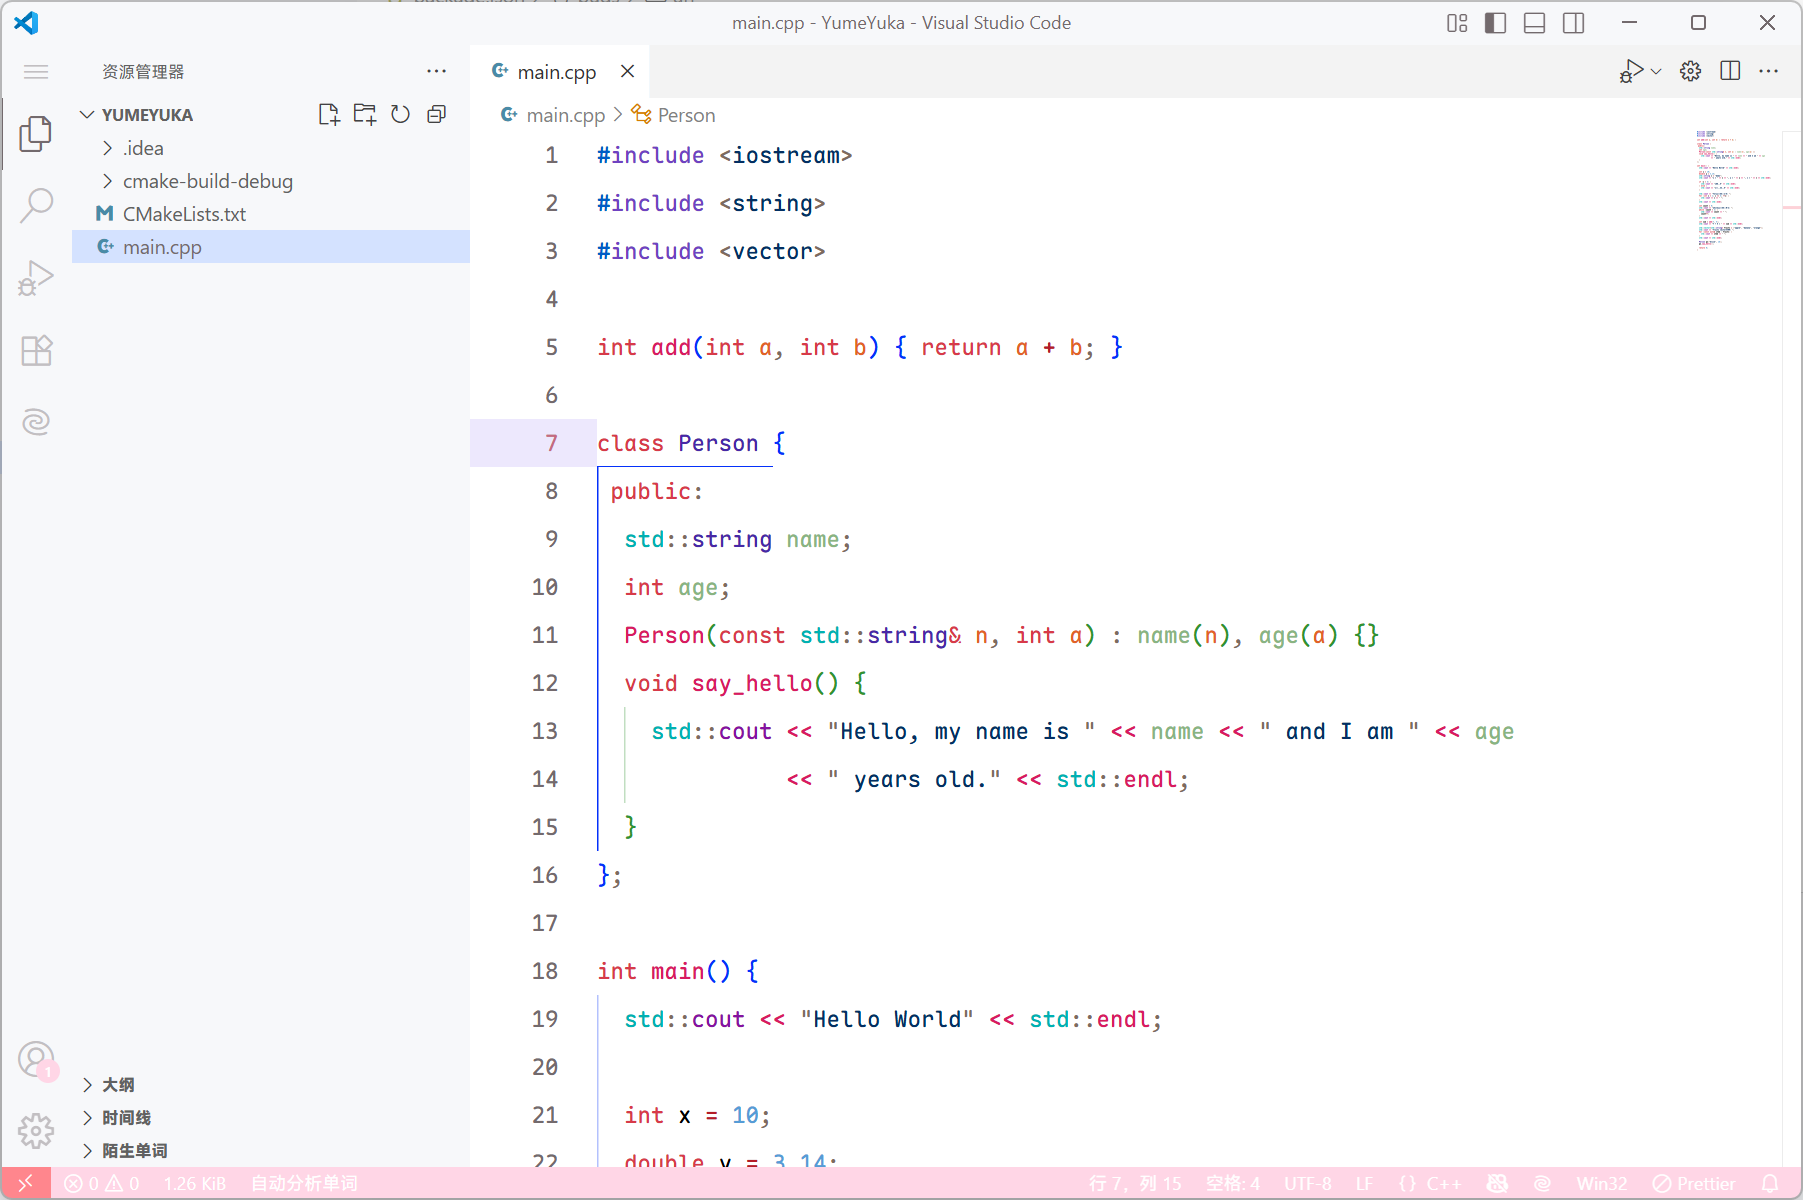 main.cpp - YumeYuka - Visual Studio Code
资源管理器
YUMEYUKA
.idea
cmake-build-debug
CMakeLists.txt
main.cpp
大纲
时间线
陌生单词
1
main.cpp
main.cpp > Person
1 #include <iostream>
2 #include <string>
3 #include <vector>
4
5 int add(int a, int b) { return a + b; }
6
7 class Person {
8 public:
9 std::string name;
10 int age;
11 Person(const std::string& n, int a) : name(n), age(a) {}
12 void say_hello() {
13 std::cout << "Hello, my name is " << name << " and I am " << age
14 << " years old." << std::endl;
15 }
16 };
17
18 int main() {
19 std::cout << "Hello World" << std::endl;
20
21 int x = 10;
22 double y = 3.14;
0 0 1.26 KiB 自动分析单词 行 7，列 15 空格: 4 UTF-8 LF {} C++ Win32 Prettier